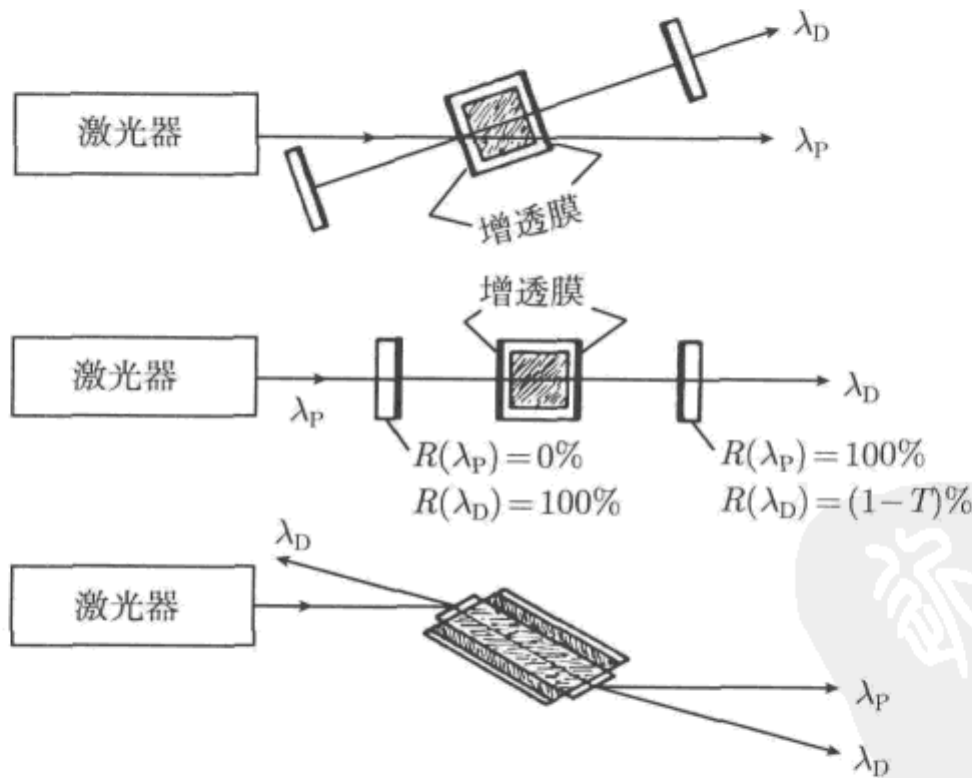 λD
激光器
λP
增透膜
增透膜
激光器
λP
λD
R(λP)=0%
R(λD)=100%
R(λP)=100%
R(λD)=(1−T)%
λD
激光器
λP
λD